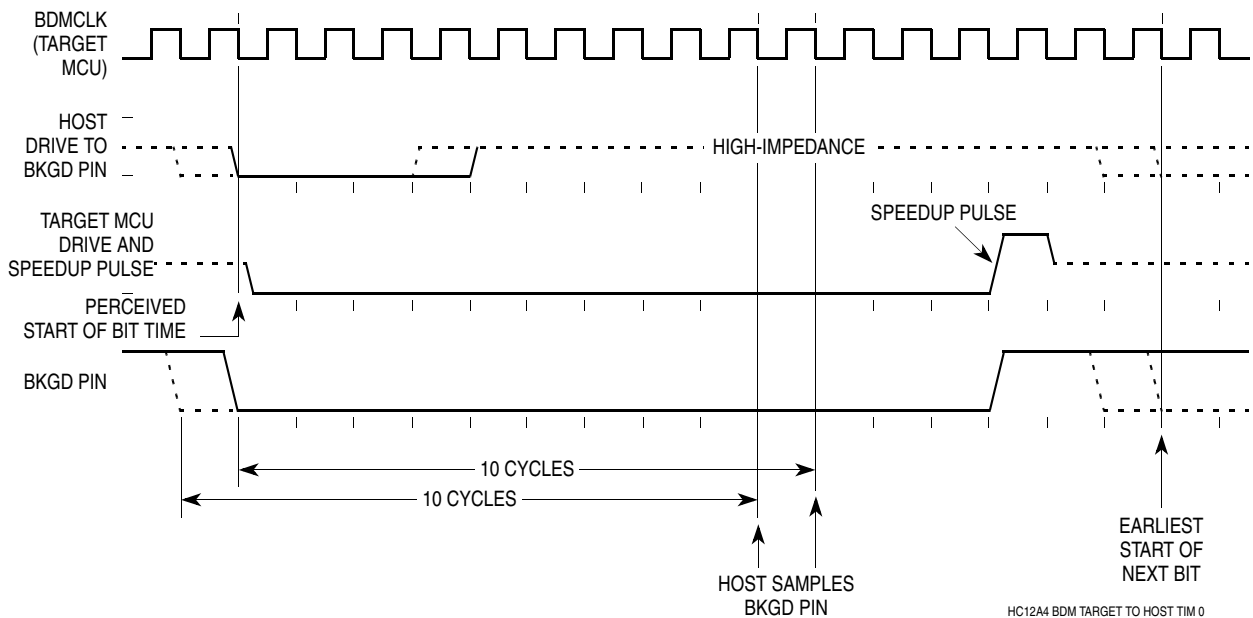 BDMCLK
(TARGET
MCU)
HOST
DRIVE TO
BKGD PIN
HIGH-IMPEDANCE
TARGET MCU
DRIVE AND
SPEEDUP PULSE
SPEEDUP PULSE
PERCEIVED
START OF BIT TIME
BKGD PIN
10 CYCLES
10 CYCLES
HOST SAMPLES
BKGD PIN
EARLIEST
START OF
NEXT BIT
HC12A4 BDM TARGET TO HOST TIM 0